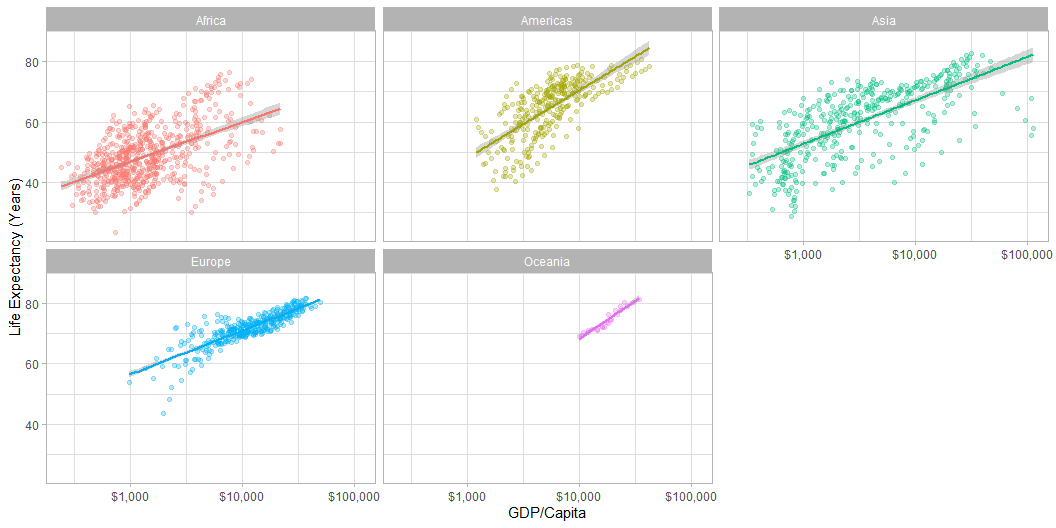 Africa
Americas
Asia
80
60
40
$1,000
$10,000
$100,000
Europe
Oceania
80
60
40
$1,000
$10,000
$100,000
$1,000
$10,000
$100,000
GDP/Capita
Life Expectancy (Years)